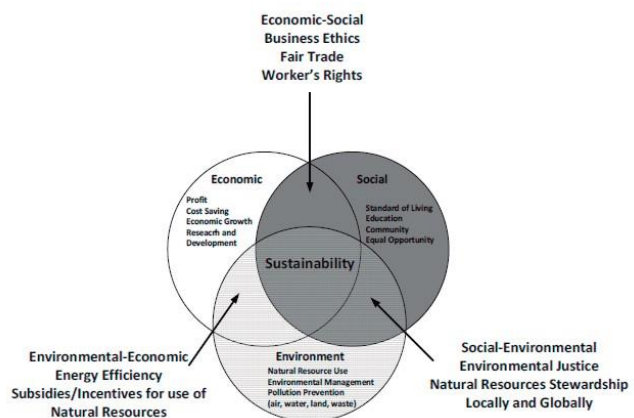 Economic-Social
Business Ethics
Fair Trade
Worker's Rights
Economic
Profit
Cost Saving
Economic Growth
Researh and
Development
Social
Standard of Living
Education
Community
Equal Opportunity
Sustainability
Environmental-Economic
Energy Efficiency
Subsidies/Incentives for use of
Natural Resources
Environment
Natural Resource Use
Environmental Management
Pollution Prevention
(air, water, land, waste)
Social-Environmental
Environmental Justice
Natural Resources Stewardship
Locally and Globally